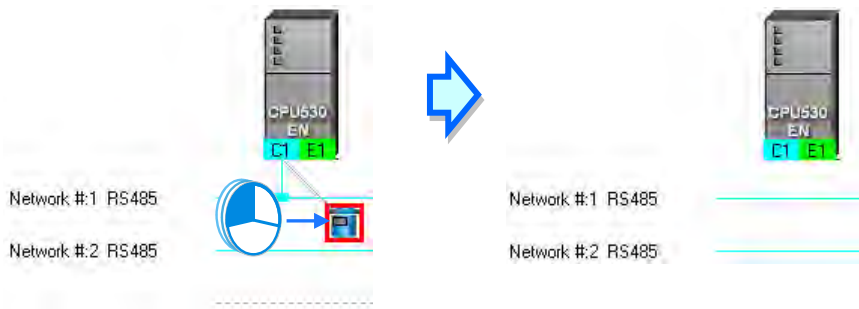 CPU530
EN
C1 E1
Network #:1 RS485
Network #:2 RS485
CPU530
EN
C1 E1
Network #:1 RS485
Network #:2 RS485